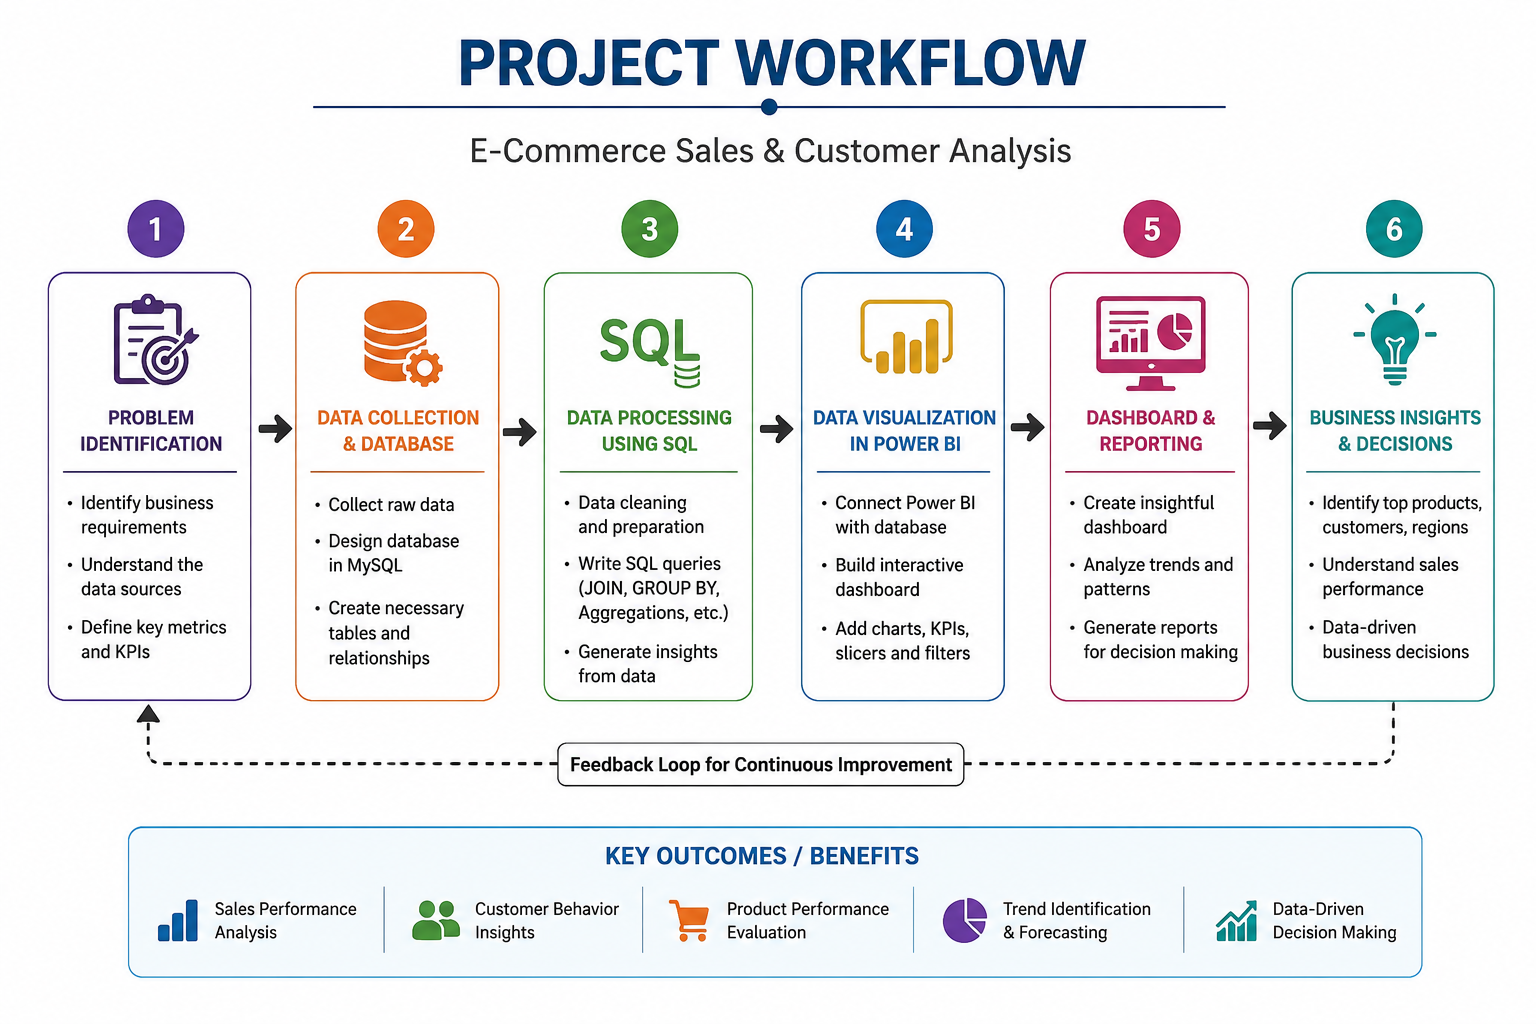 PROJECT WORKFLOW
E-Commerce Sales & Customer Analysis
1
PROBLEM
IDENTIFICATION
• Identify business
requirements
• Understand the
data sources
• Define key metrics
and KPIs
2
DATA COLLECTION
& DATABASE
• Collect raw data
• Design database
in MySQL
• Create necessary
tables and
relationships
3
SQL
DATA PROCESSING
USING SQL
• Data cleaning
and preparation
• Write SQL queries
(JOIN, GROUP BY,
Aggregations, etc.)
• Generate insights
from data
4
DATA VISUALIZATION
IN POWER BI
• Connect Power BI
with database
• Build interactive
dashboard
• Add charts, KPIs,
slicers and filters
5
DASHBOARD &
REPORTING
• Create insightful
dashboard
• Analyze trends and
patterns
• Generate reports
for decision making
6
BUSINESS INSIGHTS
& DECISIONS
• Identify top products,
customers, regions
• Understand sales
performance
• Data-driven
business decisions
Feedback Loop for Continuous Improvement
KEY OUTCOMES / BENEFITS
Sales Performance
Analysis
Customer Behavior
Insights
Product Performance
Evaluation
Trend Identification
& Forecasting
Data-Driven
Decision Making